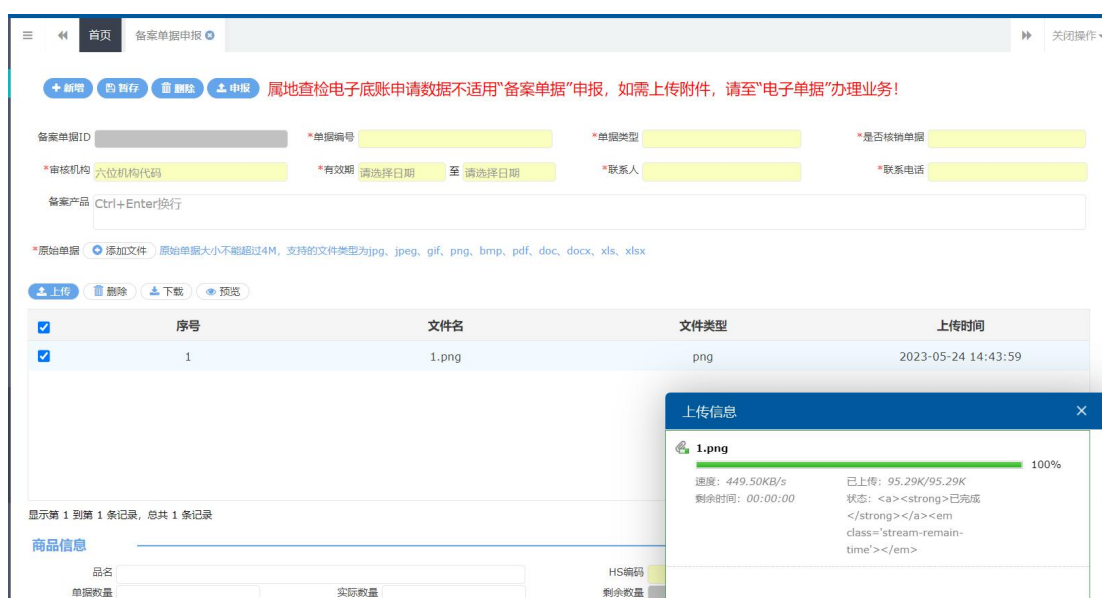 首页 备案单据申报 关闭操作
新增 暂存 删除 申报 属地查检电子底账申请数据不适用“备案单据”申报，如需上传附件，请至“电子单据”办理业务！
备案单据ID *单据编号 *单据类型 *是否核销单据
*审核机构 六位机构代码 *有效期 请选择日期 至 请选择日期 *联系人 *联系电话
备案产品 Ctrl+Enter换行
*原始单据 添加文件 原始单据大小不能超过4M，支持的文件类型为jpg、jpeg、gif、png、bmp、pdf、doc、docx、xls、xlsx
上传 删除 下载 预览
序号 文件名 文件类型 上传时间
1 1.png png 2023-05-24 14:43:59
上传信息
1.png
100%
速度：449.50KB/s 已上传：95.29K/95.29K
剩余时间：00:00:00 状态：<a><strong>已完成
</strong></a><em
class='stream-remain-
time'></em>
显示第 1 到第 1 条记录，总共 1 条记录
商品信息
品名 HS编码
单据数量 实际数量 剩余数量